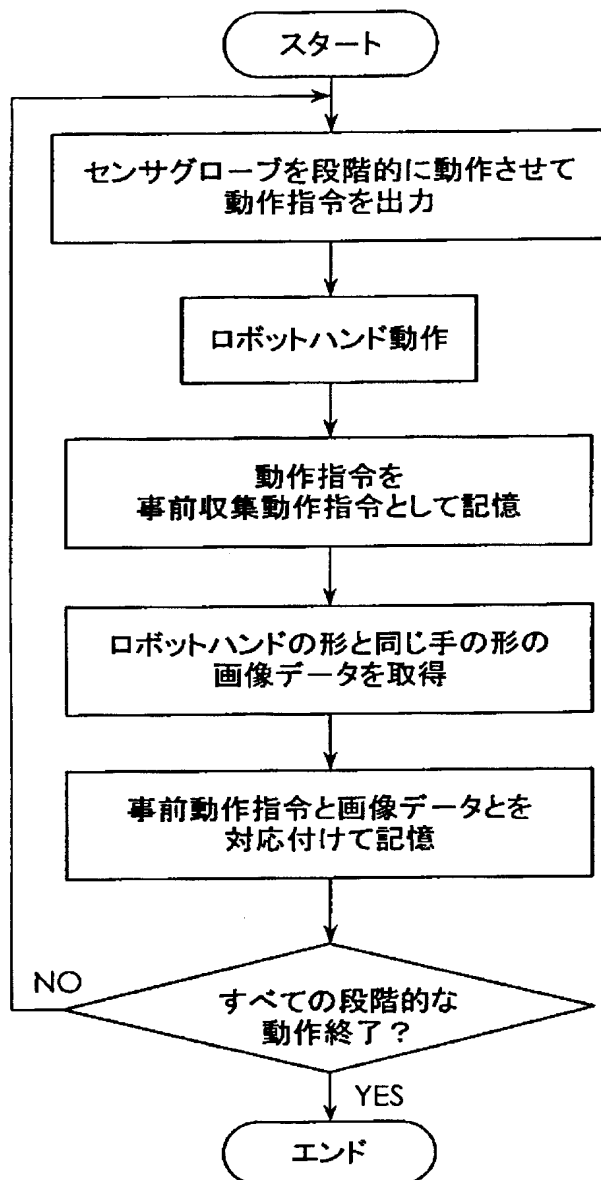 スタート
センサグローブを段階的に動作させて
動作指令を出力
ロボットハンド動作
動作指令を
事前収集動作指令として記憶
ロボットハンドの形と同じ手の形の
画像データを取得
事前動作指令と画像データとを
対応付けて記憶
NO
すべての段階的な
動作終了？
YES
エンド